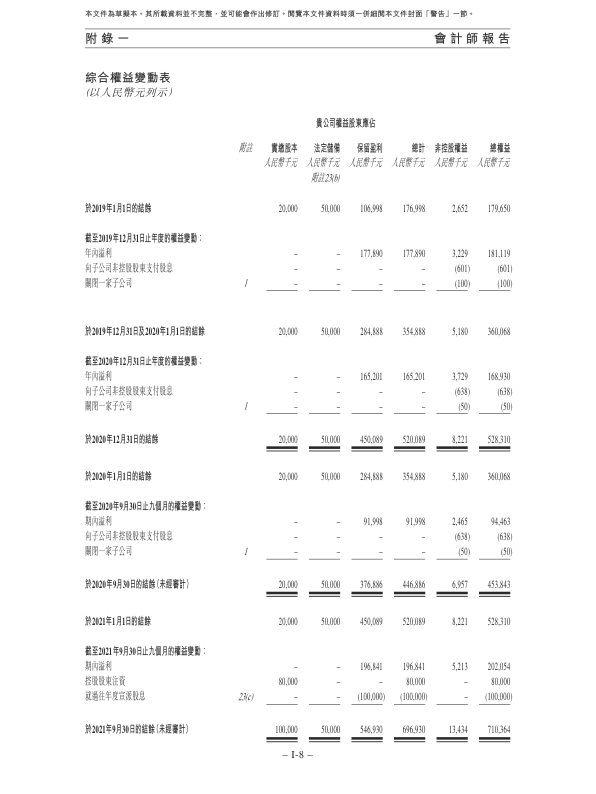 本文件為草擬本。其所載資料並不完整，並可能會作出修訂。閱覽本文件資料時須一併細閱本文件封面「警告」一節。
附錄一 會計師報告
綜合權益變動表
(以人民幣元列示)
貴公司權益股東應佔
附註 實繳股本 法定儲備 保留盈利 總計 非控股權益 總權益
人民幣千元 人民幣千元 人民幣千元 人民幣千元 人民幣千元 人民幣千元
附註23(b)
於2019年1月1日的結餘 20,000 50,000 106,998 176,998 2,652 179,650
截至2019年12月31日止年度的權益變動：
年內溢利 – – 177,890 177,890 3,229 181,119
向子公司非控股股東支付股息 – – – – (601) (601)
關閉一家子公司 1 – – – – (100) (100)
於2019年12月31日及2020年1月1日的結餘 20,000 50,000 284,888 354,888 5,180 360,068
截至2020年12月31日止年度的權益變動：
年內溢利 – – 165,201 165,201 3,729 168,930
向子公司非控股股東支付股息 – – – – (638) (638)
關閉一家子公司 1 – – – – (50) (50)
於2020年12月31日的結餘 20,000 50,000 450,089 520,089 8,221 528,310
於2020年1月1日的結餘 20,000 50,000 284,888 354,888 5,180 360,068
截至2020年9月30日止九個月的權益變動：
期內溢利 – – 91,998 91,998 2,465 94,463
向子公司非控股股東支付股息 – – – – (638) (638)
關閉一家子公司 1 – – – – (50) (50)
於2020年9月30日的結餘(未經審計) 20,000 50,000 376,886 446,886 6,957 453,843
於2021年1月1日的結餘 20,000 50,000 450,089 520,089 8,221 528,310
截至2021年9月30日止九個月的權益變動：
期內溢利 – – 196,841 196,841 5,213 202,054
控股股東注資 80,000 – – 80,000 – 80,000
就過往年度宣派股息 23(c) – – (100,000) (100,000) – (100,000)
於2021年9月30日的結餘(未經審計) 100,000 50,000 546,930 696,930 13,434 710,364
– I-8 –